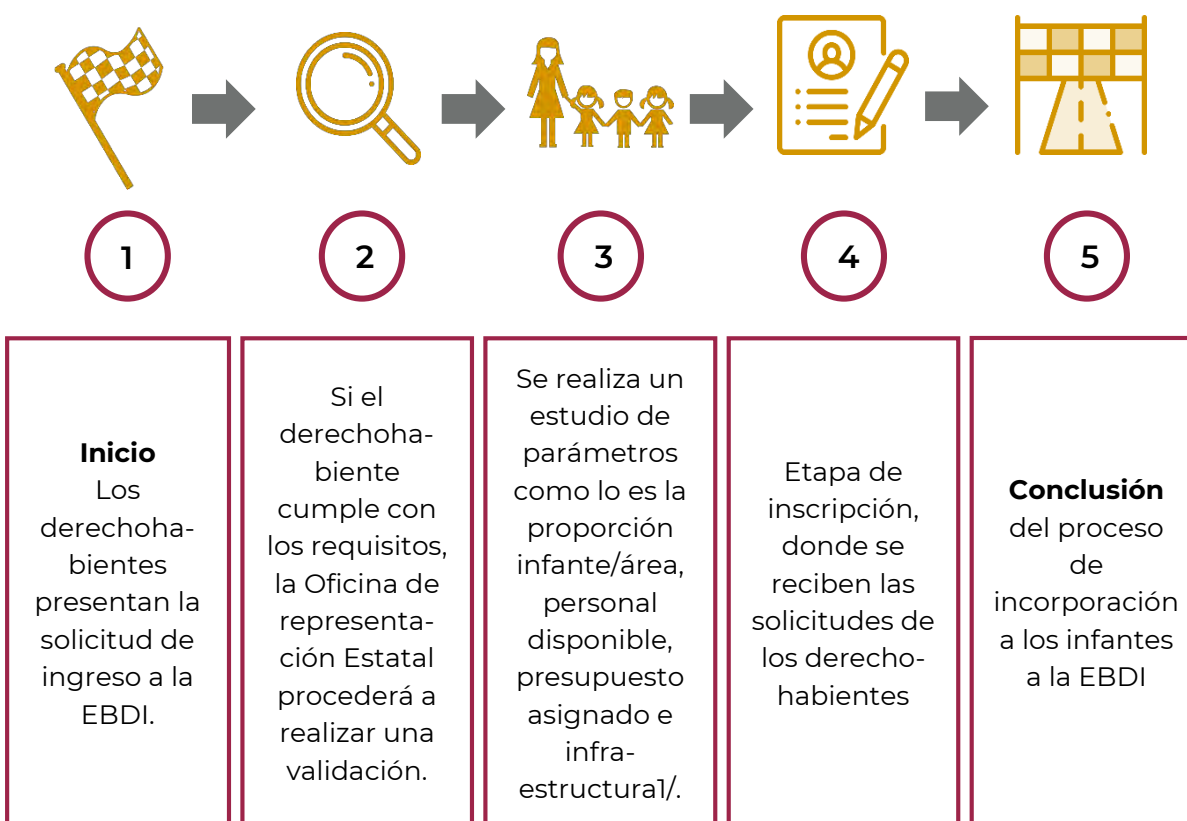 1
2
3
4
5
Inicio
Los
derechoha-
bientes
presentan la
solicitud de
ingreso a la
EBDI.
Si el
derechoha-
biente
cumple con
los requisitos,
la Oficina de
representa-
ción Estatal
procederá a
realizar una
validación.
Se realiza un
estudio de
parámetros
como lo es la
proporción
infante/área,
personal
disponible,
presupuesto
asignado e
infra-
estructura1/.
Etapa de
inscripción,
donde se
reciben las
solicitudes de
los derecho-
habientes
Conclusión
del proceso
de
incorporación
a los infantes
a la EBDI